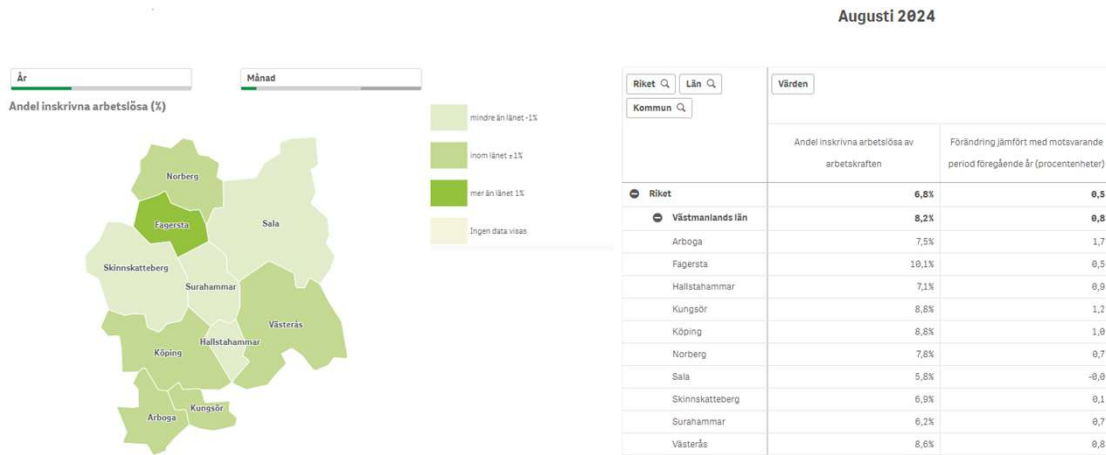 Augusti 2024
År
Månad
Andel inskrivna arbetslösa (%)
mindre än länet -1%
inom länet ±1%
mer än länet 1%
Ingen data visas
Norberg
Fagersta
Sala
Skinnskatteberg
Surahammar
Västerås
Hallstahammar
Köping
Kungsör
Arboga
Riket Län Värden
Kommun
Andel inskrivna arbetslösa av Förändring jämfört med motsvarande
arbetskraften period föregående år (procentenheter)
Riket 6,8% 0,5
Västmanlands län 8,2% 0,8
Arboga 7,5% 1,7
Fagersta 10,1% 0,5
Hallstahammar 7,1% 0,9
Kungsör 8,8% 1,2
Köping 8,8% 1,0
Norberg 7,8% 0,7
Sala 5,8% -0,0
Skinnskatteberg 6,9% 0,1
Surahammar 6,2% 0,7
Västerås 8,6% 0,8